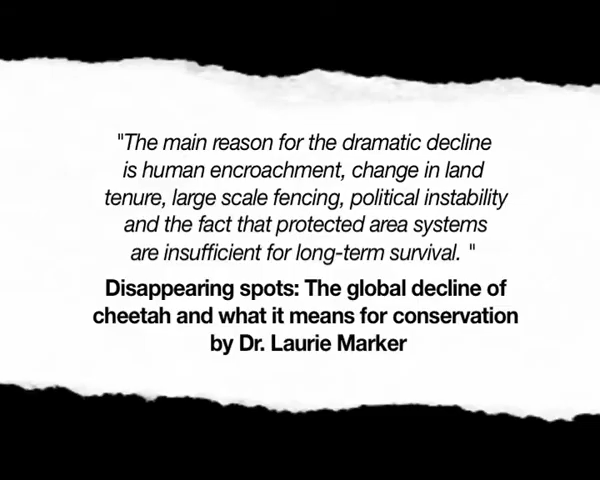 "The main reason for the dramatic decline
is human encroachment, change in land
tenure, large scale fencing, political instability
and the fact that protected area systems
are insufficient for long-term survival. "
Disappearing spots: The global decline of
cheetah and what it means for conservation
by Dr. Laurie Marker